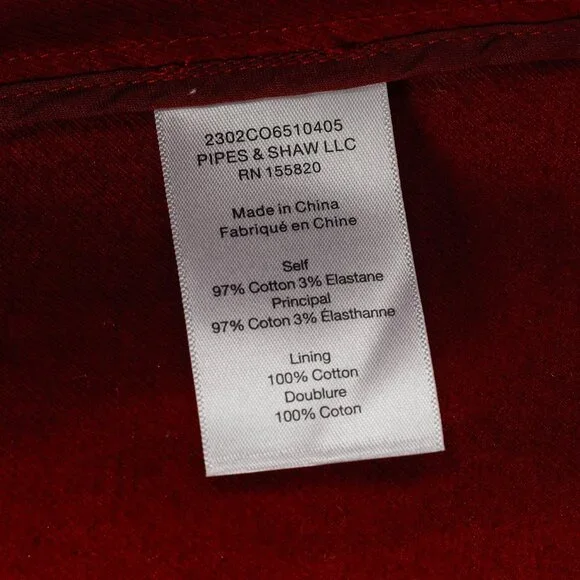 2302CO6510405
PIPES & SHAW LLC
RN 155820
Made in China
Fabriqué en Chine
Self
97% Cotton 3% Elastane
Principal
97% Coton 3% Élasthanne
Lining
100% Cotton
Doublure
100% Coton